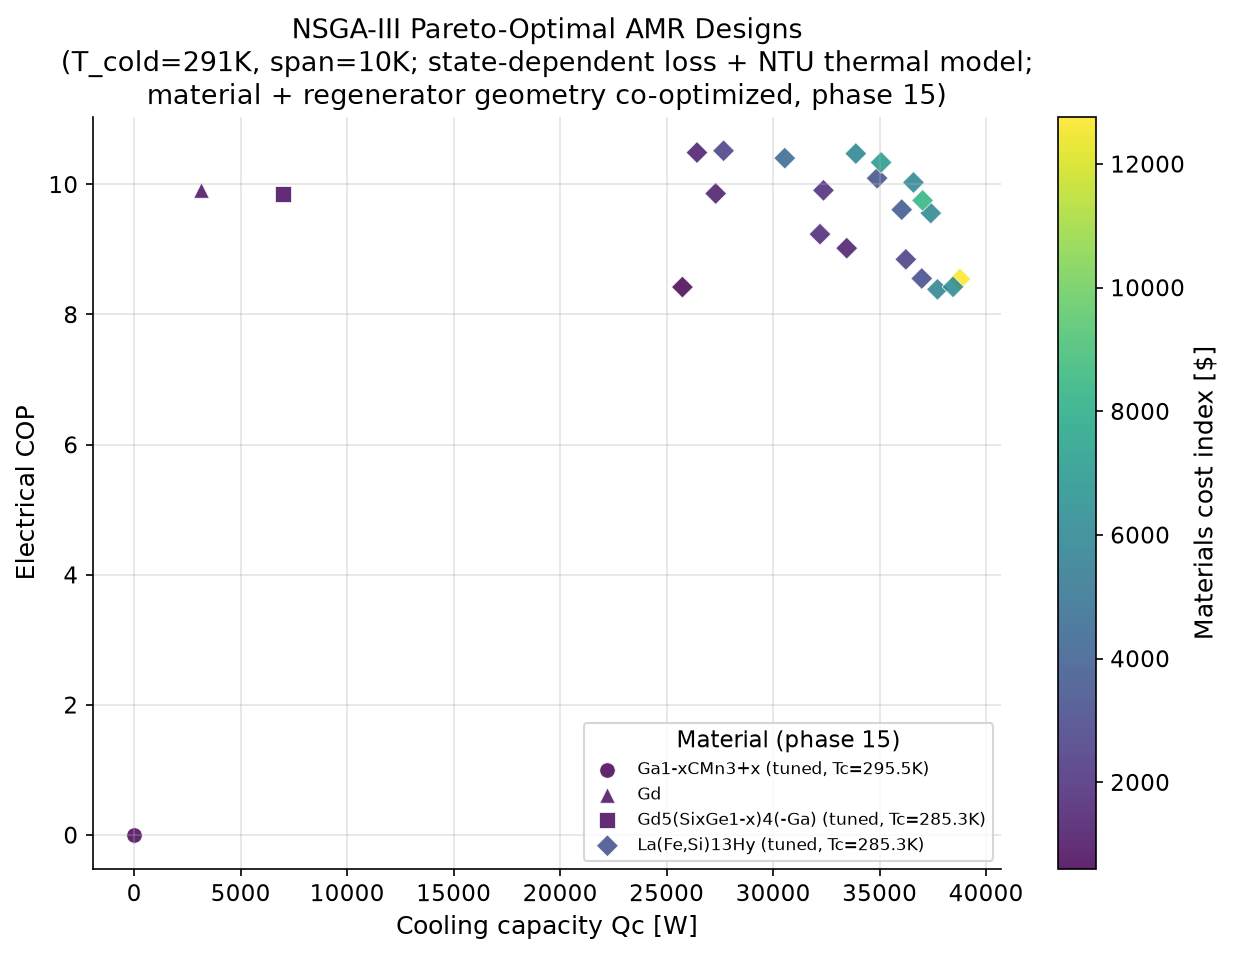 NSGA-III Pareto-Optimal AMR Designs
(T_cold=291K, span=10K; state-dependent loss + NTU thermal model;
material + regenerator geometry co-optimized, phase 15)
Electrical COP
10
8
6
4
2
0
0
5000
10000
15000
20000
25000
30000
35000
40000
Cooling capacity Qc [W]
Material (phase 15)
Ga1-xCMn3+x (tuned, Tc=295.5K)
Gd
Gd5(SixGe1-x)4(-Ga) (tuned, Tc=285.3K)
La(Fe,Si)13Hy (tuned, Tc=285.3K)
12000
10000
8000
6000
4000
2000
Materials cost index [$]